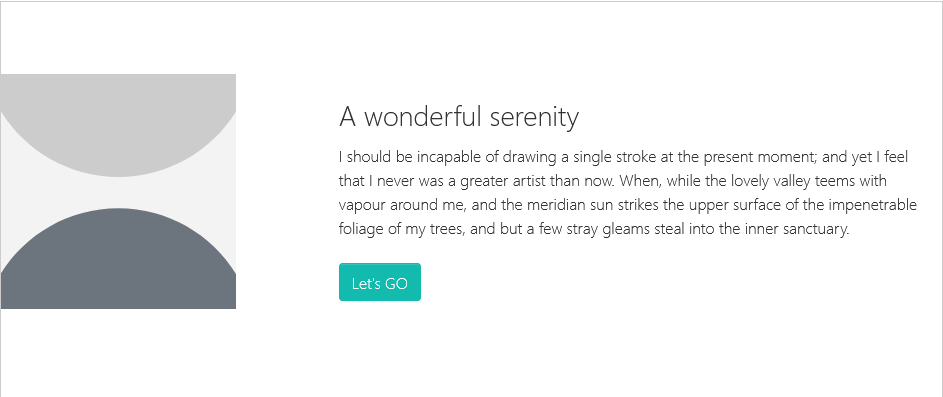 A wonderful serenity
I should be incapable of drawing a single stroke at the present moment; and yet I feel
that I never was a greater artist than now. When, while the lovely valley teems with
vapour around me, and the meridian sun strikes the upper surface of the impenetrable
foliage of my trees, and but a few stray gleams steal into the inner sanctuary.
Let's GO